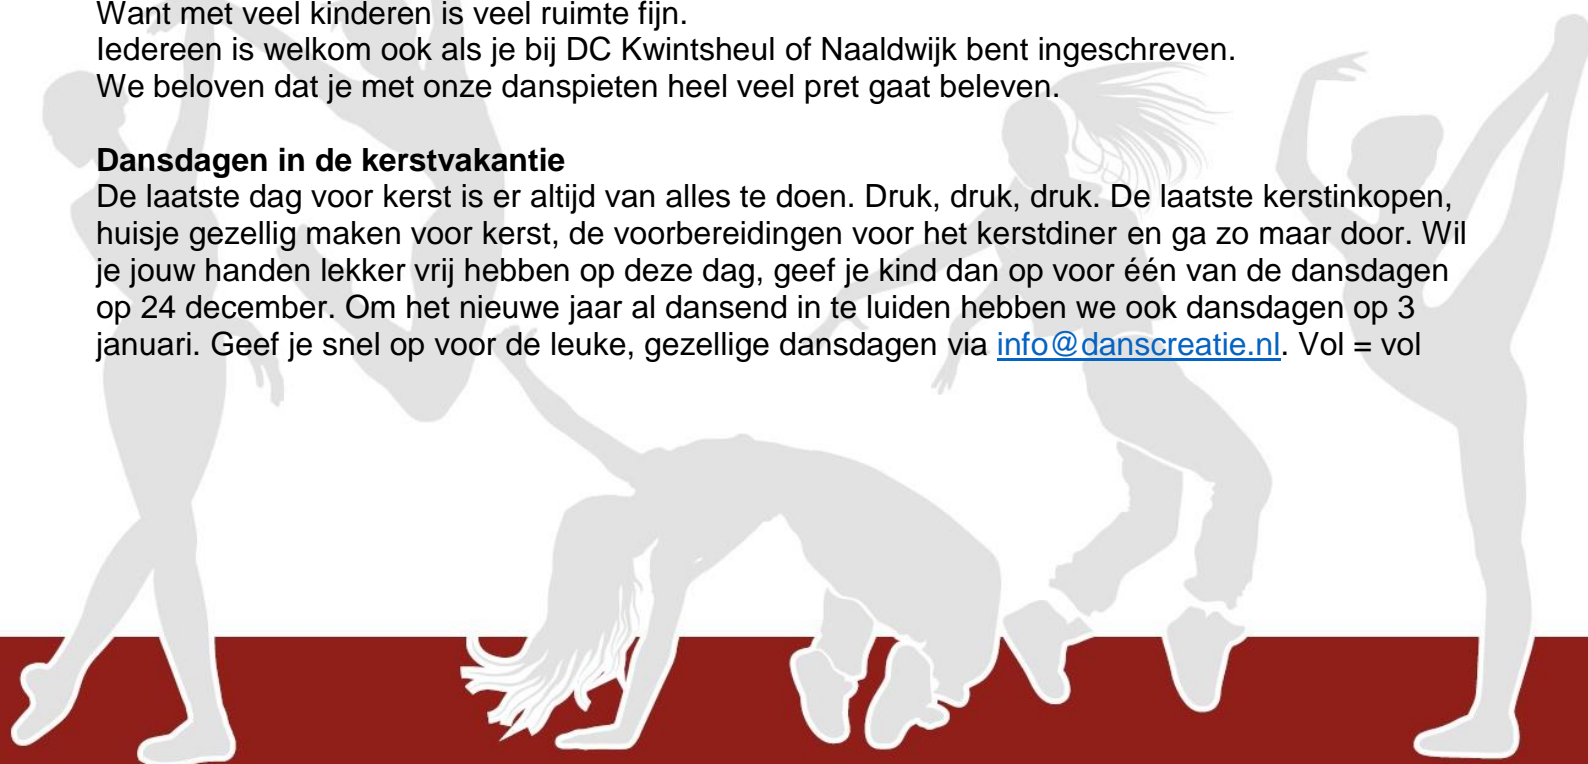 Want met veel kinderen is veel ruimte fijn.
Iedereen is welkom ook als je bij DC Kwintsheul of Naaldwijk bent ingeschreven.
We beloven dat je met onze danspieten heel veel pret gaat beleven.
Dansdagen in de kerstvakantie
De laatste dag voor kerst is er altijd van alles te doen. Druk, druk, druk. De laatste kerstinkopen,
huisje gezellig maken voor kerst, de voorbereidingen voor het kerstdiner en ga zo maar door. Wil
je jouw handen lekker vrij hebben op deze dag, geef je kind dan op voor één van de dansdagen
op 24 december. Om het nieuwe jaar al dansend in te luiden hebben we ook dansdagen op 3
januari. Geef je snel op voor de leuke, gezellige dansdagen via info@danscreatie.nl. Vol = vol